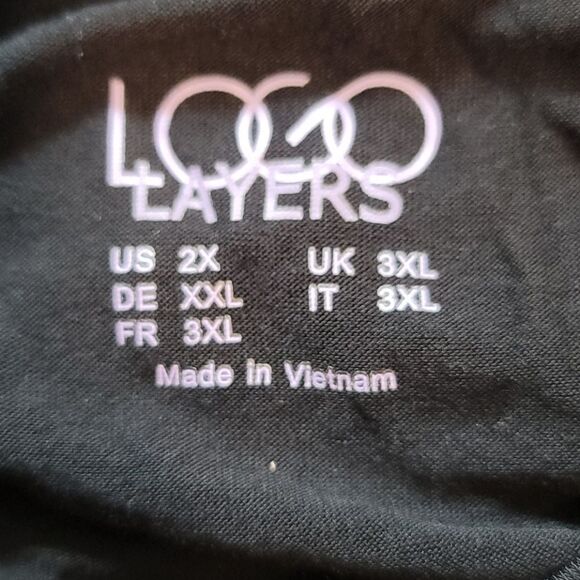 LOGO
LAYERS
US 2X UK 3XL
DE XXL IT 3XL
FR 3XL
Made in Vietnam